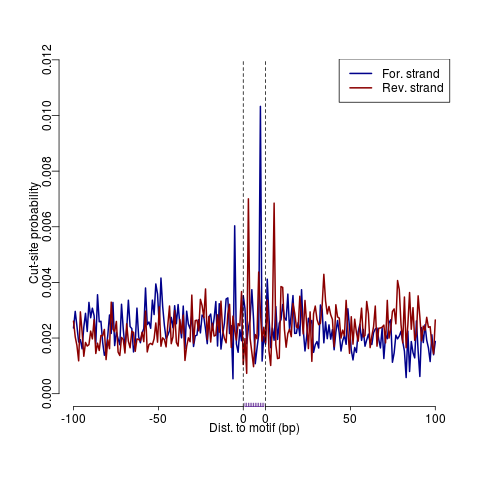 For. strand
Rev. strand
Cut-site probability
0.012
0.010
0.008
0.006
0.004
0.002
0.000
-100 -50 0 0 50 100
Dist. to motif (bp)